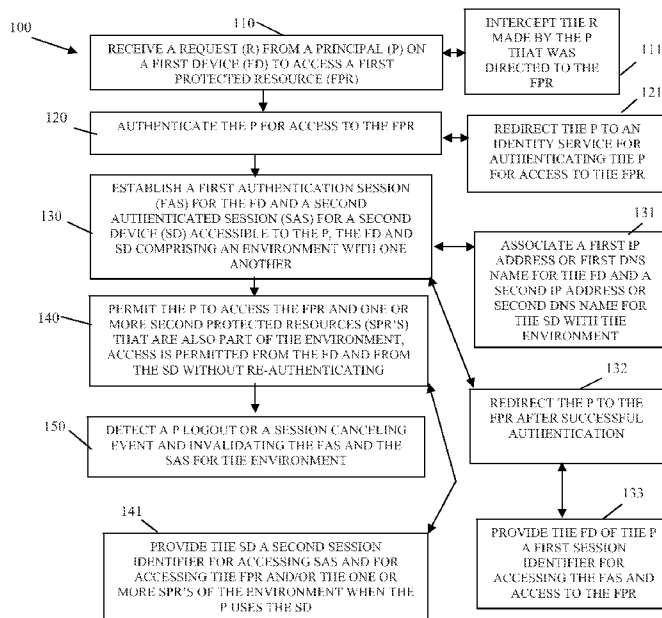 100
110
RECEIVE A REQUEST (R) FROM A PRINCIPAL (P) ON
A FIRST DEVICE (FD) TO ACCESS A FIRST
PROTECTED RESOURCE (FPR)
INTERCEPT THE R
MADE BY THE P
THAT WAS
DIRECTED TO THE
FPR
111
120
AUTHENTICATE THE P FOR ACCESS TO THE FPR
121
REDIRECT THE P TO AN
IDENTITY SERVICE FOR
AUTHENTICATING THE P
FOR ACCESS TO THE FPR
130
ESTABLISH A FIRST AUTHENTICATION SESSION
(FAS) FOR THE FD AND A SECOND
AUTHENTICATED SESSION (SAS) FOR A SECOND
DEVICE (SD) ACCESSIBLE TO THE P, THE FD AND
SD COMPRISING AN ENVIRONMENT WITH ONE
ANOTHER
131
ASSOCIATE A FIRST IP
ADDRESS OR FIRST DNS
NAME FOR THE FD AND A
SECOND IP ADDRESS OR
SECOND DNS NAME FOR
THE SD WITH THE
ENVIRONMENT
140
PERMIT THE P TO ACCESS THE FPR AND ONE OR
MORE SECOND PROTECTED RESOURCES (SPR'S)
THAT ARE ALSO PART OF THE ENVIRONMENT,
ACCESS IS PERMITTED FROM THE FD AND FROM
THE SD WITHOUT RE-AUTHENTICATING
132
REDIRECT THE P TO THE
FPR AFTER SUCCESSFUL
AUTHENTICATION
150
DETECT A P LOGOUT OR A SESSION CANCELING
EVENT AND INVALIDATING THE FAS AND THE
SAS FOR THE ENVIRONMENT
133
PROVIDE THE FD OF THE P
A FIRST SESSION
IDENTIFIER FOR
ACCESSING THE FAS AND
ACCESS TO THE FPR
141
PROVIDE THE SD A SECOND SESSION
IDENTIFIER FOR ACCESSING SAS AND FOR
ACCESSING THE FPR AND/OR THE ONE OR
MORE SPR'S OF THE ENVIRONMENT WHEN THE
P USES THE SD